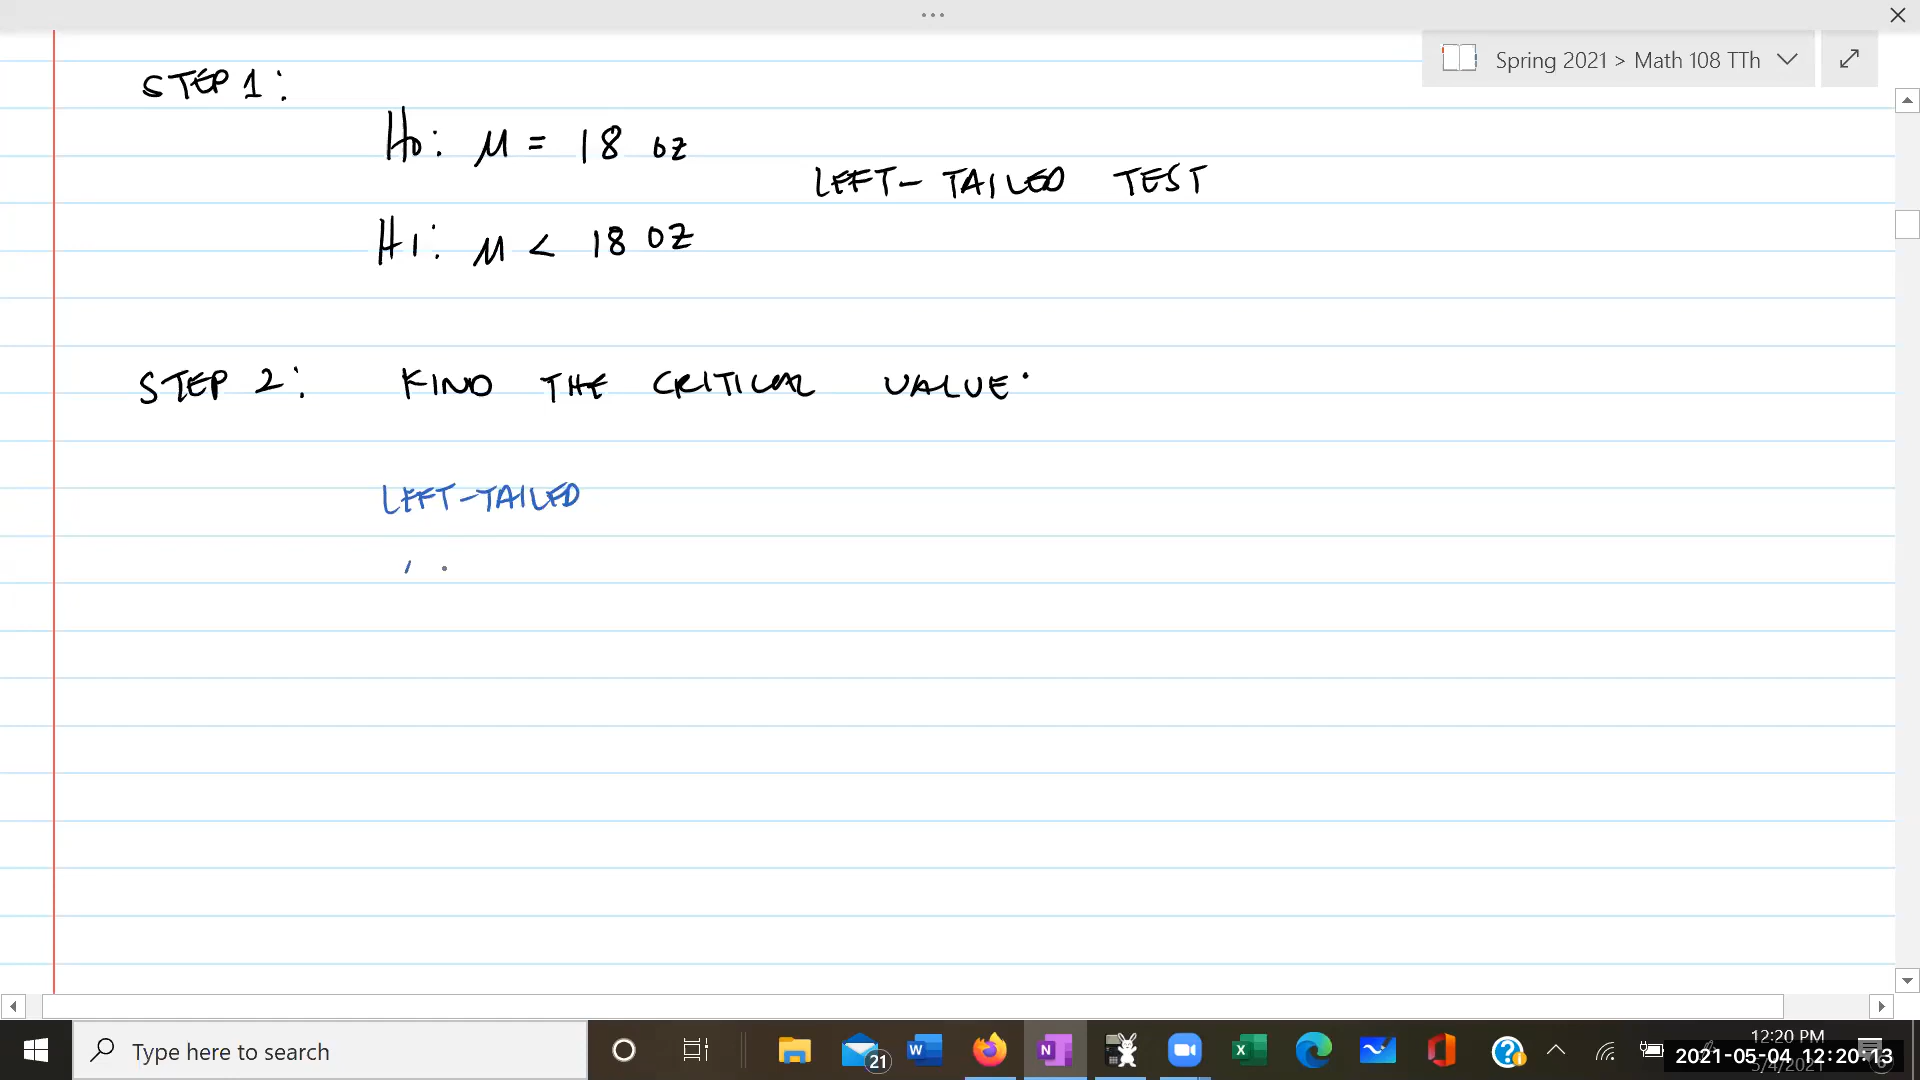 Spring 2021 > Math 108 TTh
STEP 1:
H0: μ = 18 oz
LEFT-TAILED TEST
H1: μ < 18 oz
STEP 2: FIND THE CRITICAL VALUE.
LEFT-TAILED
Type here to search
21
12:20 PM
5/4/2021
2021-05-04 12:20:13